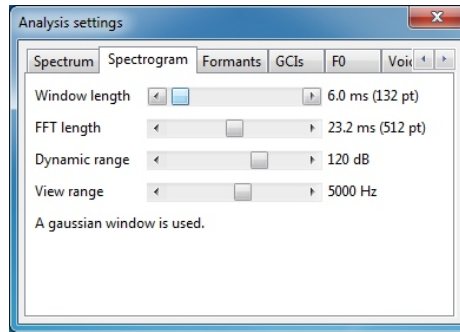 Analysis settings
Spectrum Spectrogram Formants GCIs F0
Window length 6.0 ms (132 pt)
FFT length 23.2 ms (512 pt)
Dynamic range 120 dB
View range 5000 Hz
A gaussian window is used.